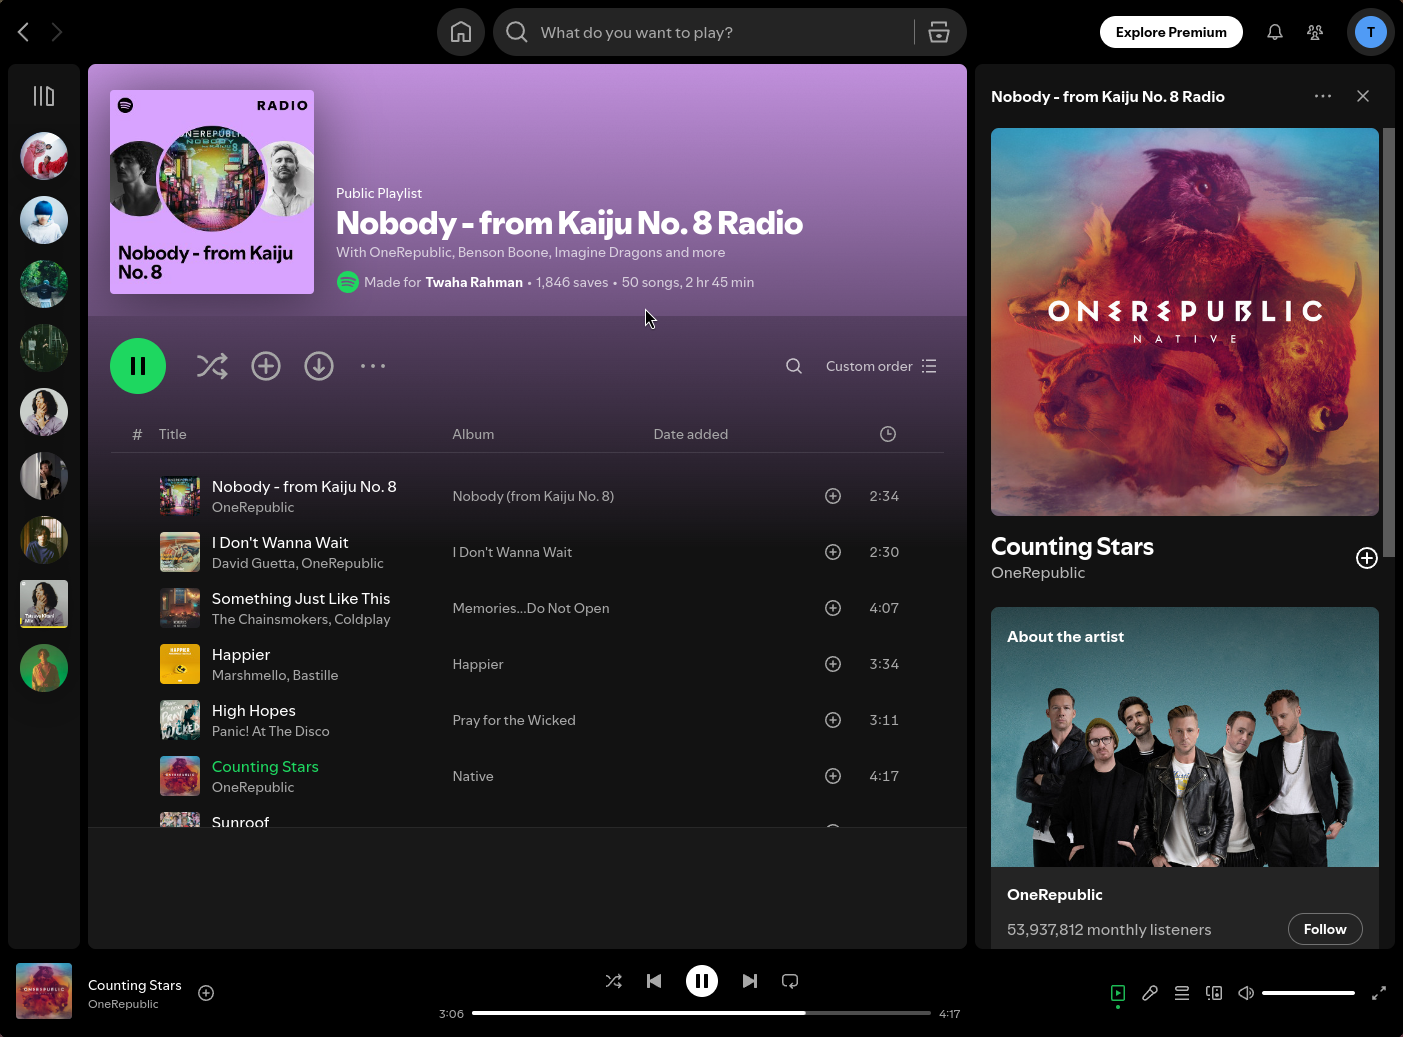 What do you want to play?
Explore Premium
T
RADIO
ONEREPUBLIC
NOBODY
Nobody - from Kaiju
No. 8
Public Playlist
Nobody - from Kaiju No. 8 Radio
With OneRepublic, Benson Boone, Imagine Dragons and more
Made for Twaha Rahman • 1,846 saves • 50 songs, 2 hr 45 min
Custom order
# Title Album Date added
Nobody - from Kaiju No. 8
OneRepublic
Nobody (from Kaiju No. 8)
2:34
I Don't Wanna Wait
David Guetta, OneRepublic
I Don't Wanna Wait
2:30
Something Just Like This
The Chainsmokers, Coldplay
Memories...Do Not Open
4:07
Happier
Marshmello, Bastille
Happier
3:34
High Hopes
Panic! At The Disco
Pray for the Wicked
3:11
Counting Stars
OneRepublic
Native
4:17
Sunroof
Nobody - from Kaiju No. 8 Radio
ONEREPUBLIC
NATIVE
Counting Stars
OneRepublic
About the artist
OneRepublic
53,937,812 monthly listeners
Follow
Counting Stars
OneRepublic
3:06
4:17